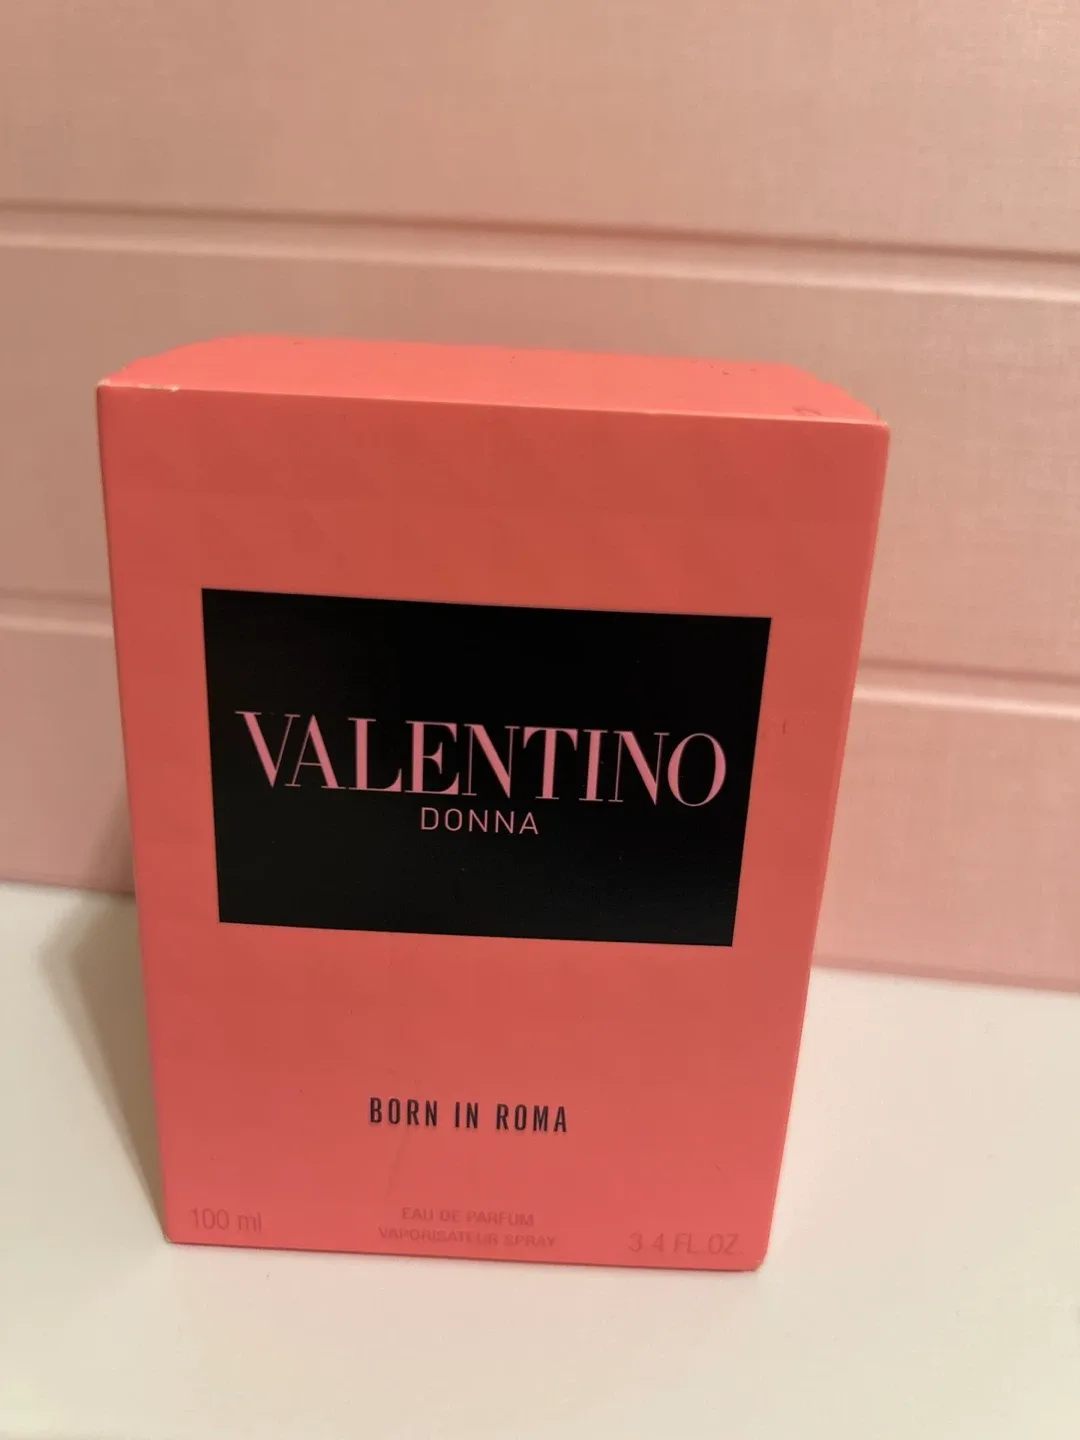 VALENTINO
DONNA
BORN IN ROMA
EAU DE PARFUM
100 ml VAPORISATEUR SPRAY 3.4 FL.OZ.